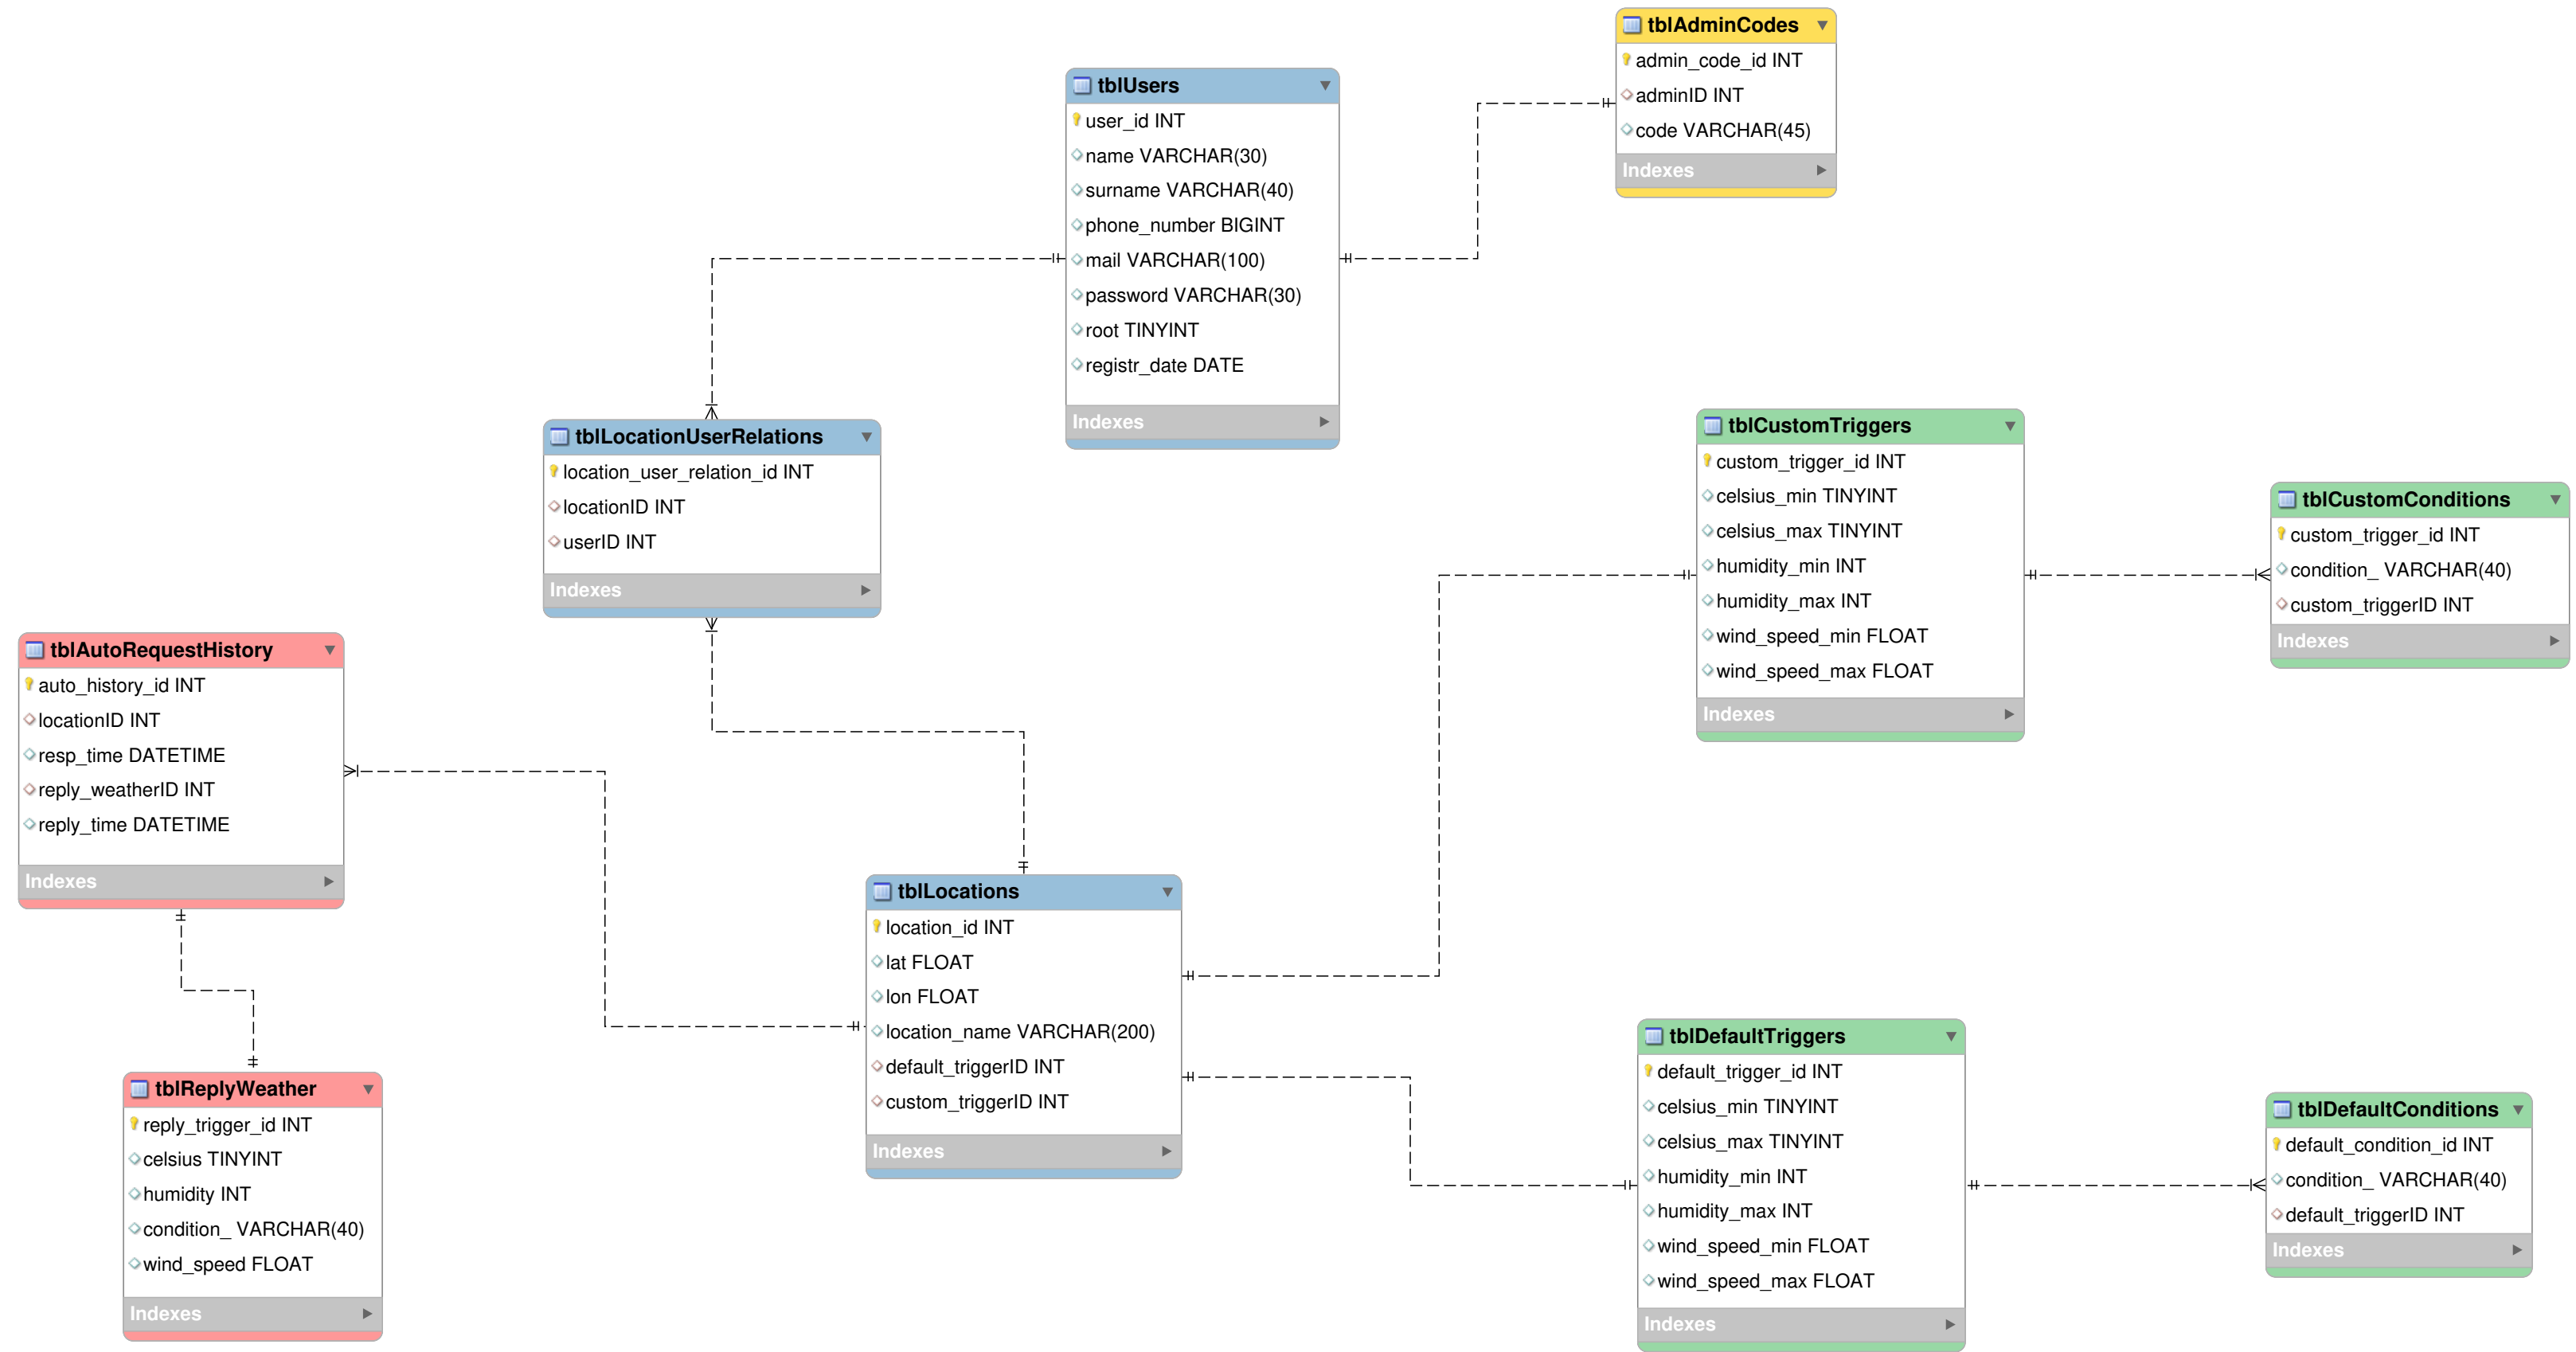 tblAdminCodes
admin_code_id INT
adminID INT
code VARCHAR(45)
Indexes
tblUsers
user_id INT
name VARCHAR(30)
surname VARCHAR(40)
phone_number BIGINT
mail VARCHAR(100)
password VARCHAR(30)
root TINYINT
registr_date DATE
Indexes
tblLocationUserRelations
location_user_relation_id INT
locationID INT
userID INT
Indexes
tblCustomTriggers
custom_trigger_id INT
celsius_min TINYINT
celsius_max TINYINT
humidity_min INT
humidity_max INT
wind_speed_min FLOAT
wind_speed_max FLOAT
Indexes
tblCustomConditions
custom_trigger_id INT
condition_ VARCHAR(40)
custom_triggerID INT
Indexes
tblAutoRequestHistory
auto_history_id INT
locationID INT
resp_time DATETIME
reply_weatherID INT
reply_time DATETIME
Indexes
tblLocations
location_id INT
lat FLOAT
lon FLOAT
location_name VARCHAR(200)
default_triggerID INT
custom_triggerID INT
Indexes
tblReplyWeather
reply_trigger_id INT
celsius TINYINT
humidity INT
condition_ VARCHAR(40)
wind_speed FLOAT
Indexes
tblDefaultTriggers
default_trigger_id INT
celsius_min TINYINT
celsius_max TINYINT
humidity_min INT
humidity_max INT
wind_speed_min FLOAT
wind_speed_max FLOAT
Indexes
tblDefaultConditions
default_condition_id INT
condition_ VARCHAR(40)
default_triggerID INT
Indexes